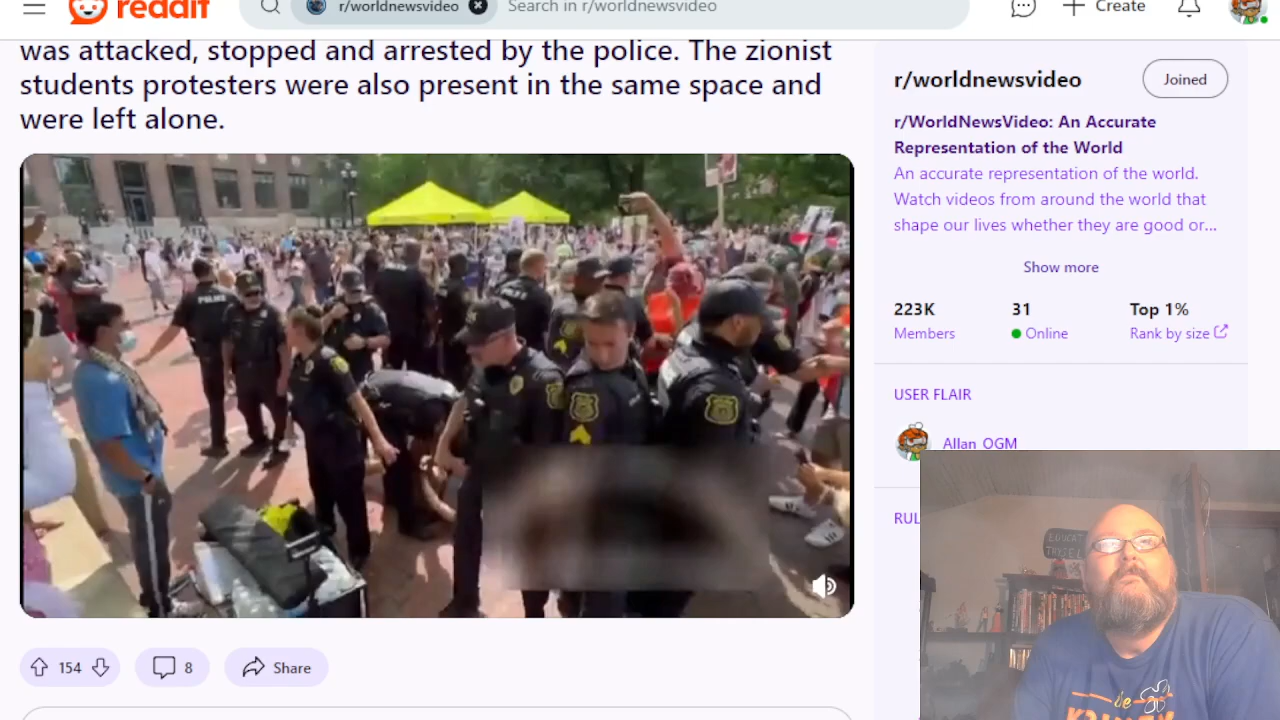 reddit
r/worldnewsvideo
Search in r/worldnewsvideo
Create
was attacked, stopped and arrested by the police. The zionist
students protesters were also present in the same space and
were left alone.
POLICE
154
8
Share
r/worldnewsvideo
Joined
r/WorldNewsVideo: An Accurate
Representation of the World
An accurate representation of the world.
Watch videos from around the world that
shape our lives whether they are good or...
Show more
223K
31
Top 1%
Members
Online
Rank by size
USER FLAIR
Allan_OGM
RUL
EDUCAT
THYSEL